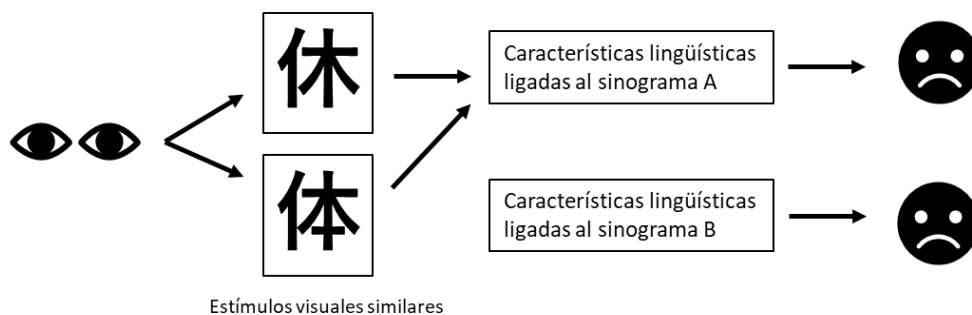 休
体
Características lingüísticas
ligadas al sinograma A
Características lingüísticas
ligadas al sinograma B
Estímulos visuales similares